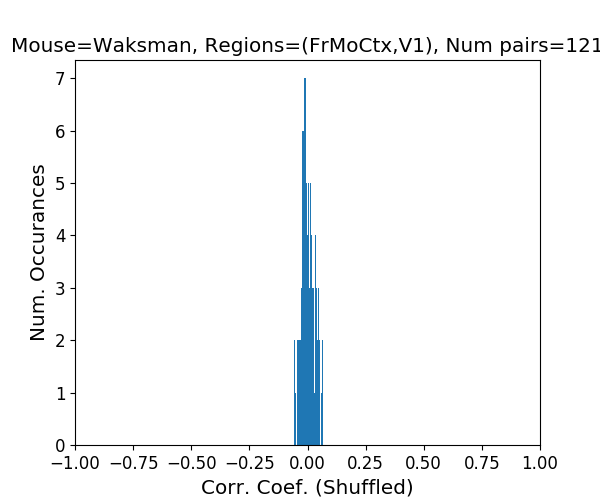 Mouse=Waksman, Regions=(FrMoCtx,V1), Num pairs=121
7
6
5
4
3
2
1
0
Num. Occurances
−1.00 −0.75 −0.50 −0.25 0.00 0.25 0.50 0.75 1.00
Corr. Coef. (Shuffled)